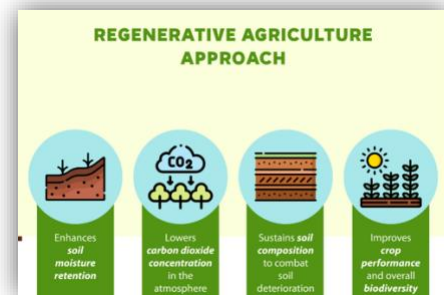 REGENERATIVE AGRICULTURE
APPROACH
CO2
Enhances
soil
moisture
retention
Lowers
carbon dioxide
concentration
in the
atmosphere
Sustains soil
composition
to combat
soil
deterioration
Improves
crop
performance
and overall
biodiversity